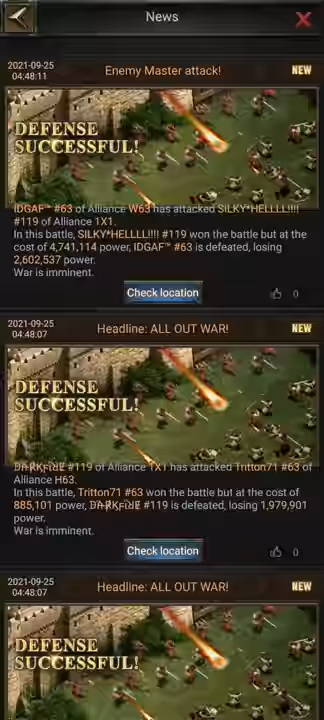 News
2021-09-25
04:48:11
Enemy Master attack!
NEW
DEFENSE
SUCCESSFUL!
IDGAF™ #63 of Alliance W63 has attacked SILKY*HELLLL!!!!
#119 of Alliance 1X1.
In this battle, SILKY*HELLLL!!!! #119 won the battle but at the
cost of 4,741,114 power, IDGAF™ #63 is defeated, losing
2,602,537 power.
War is imminent.
Check location
0
2021-09-25
04:48:07
Headline: ALL OUT WAR!
NEW
DEFENSE
SUCCESSFUL!
#119 of Alliance 1X1 has attacked Tritton71 #63 of
Alliance H63.
In this battle, Tritton71 #63 won the battle but at the cost of
885,101 power, #119 is defeated, losing 1,979,901
power.
War is imminent.
Check location
0
2021-09-25
04:48:07
Headline: ALL OUT WAR!
NEW
DEFENSE
SUCCESSFUL!